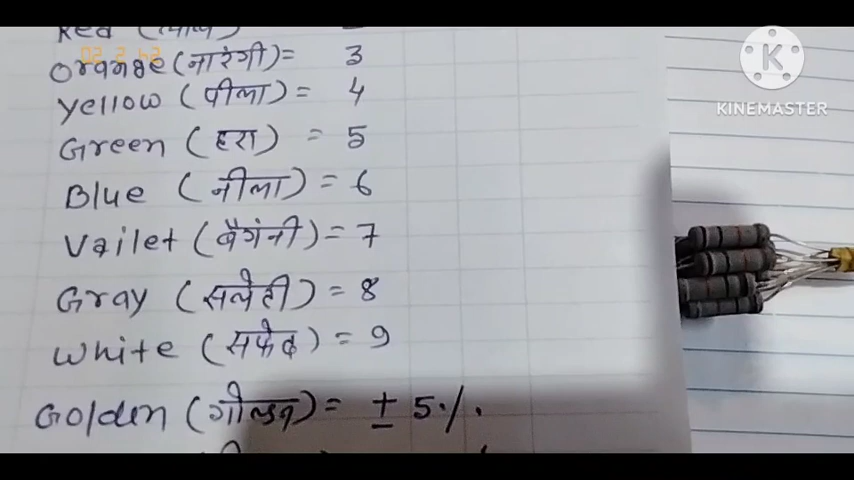 Red (लाल)
Orange (नारंगी) = 3
Yellow (पीला) = 4
Green (हरा) = 5
Blue (नीला) = 6
Vailet (बैगंनी) = 7
Gray (सलेटी) = 8
White (सफेद) = 9
Golden (गोल्डन) = ± 5%.
KINEMASTER